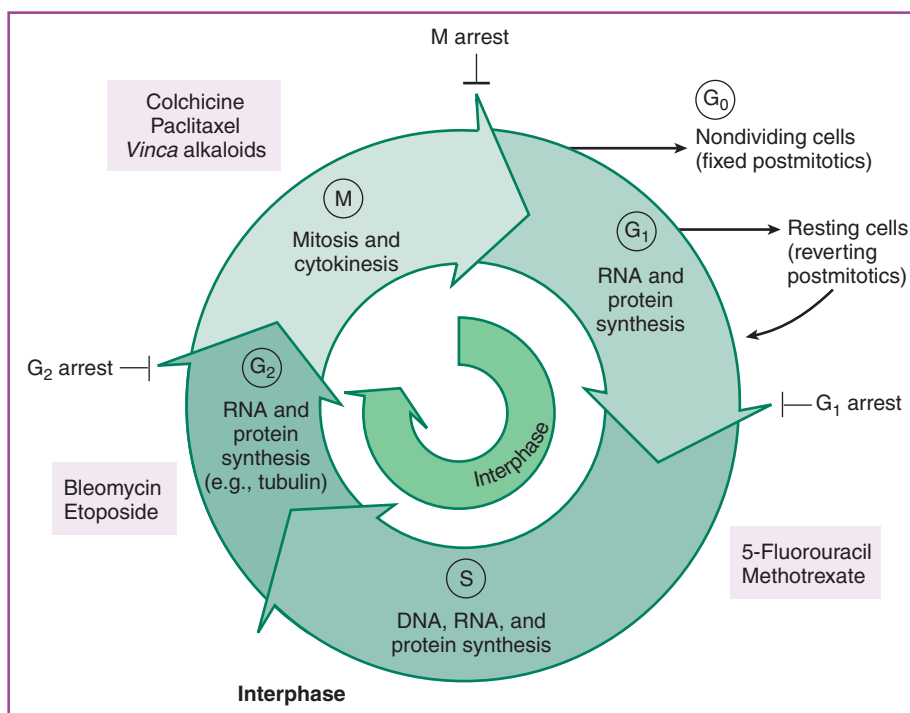 M arrest
Colchicine
Paclitaxel
Vinca alkaloids
G₀
Nondividing cells
(fixed postmitotics)
M
Mitosis and
cytokinesis
G₁
RNA and
protein
synthesis
Resting cells
(reverting
postmitotics)
G₂ arrest
G₂
RNA and
protein
synthesis
(e.g., tubulin)
Interphase
G₁ arrest
Bleomycin
Etoposide
5-Fluorouracil
Methotrexate
S
DNA, RNA, and
protein synthesis
Interphase